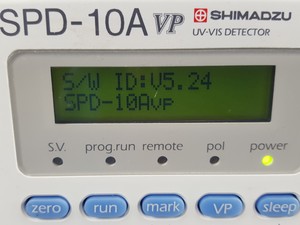 SPD-10A VP SHIMADZU
UV-VIS DETECTOR
S/W ID:V5.24
SPD-10Avp
S.V. prog.run remote pol power
zero run mark VP sleep